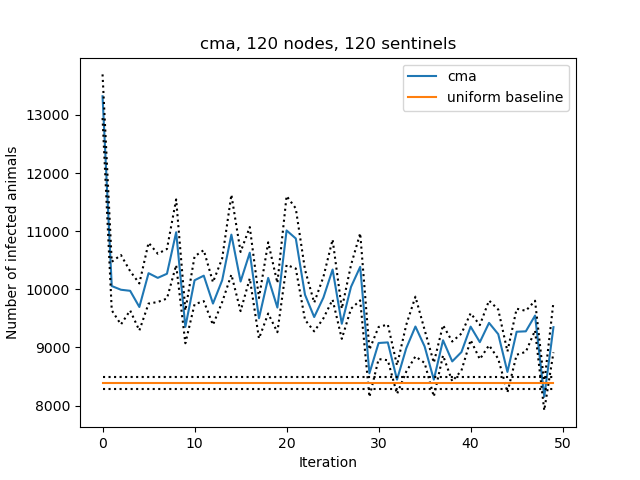 cma, 120 nodes, 120 sentinels
cma
uniform baseline
Number of infected animals
13000
12000
11000
10000
9000
8000
0 10 20 30 40 50
Iteration